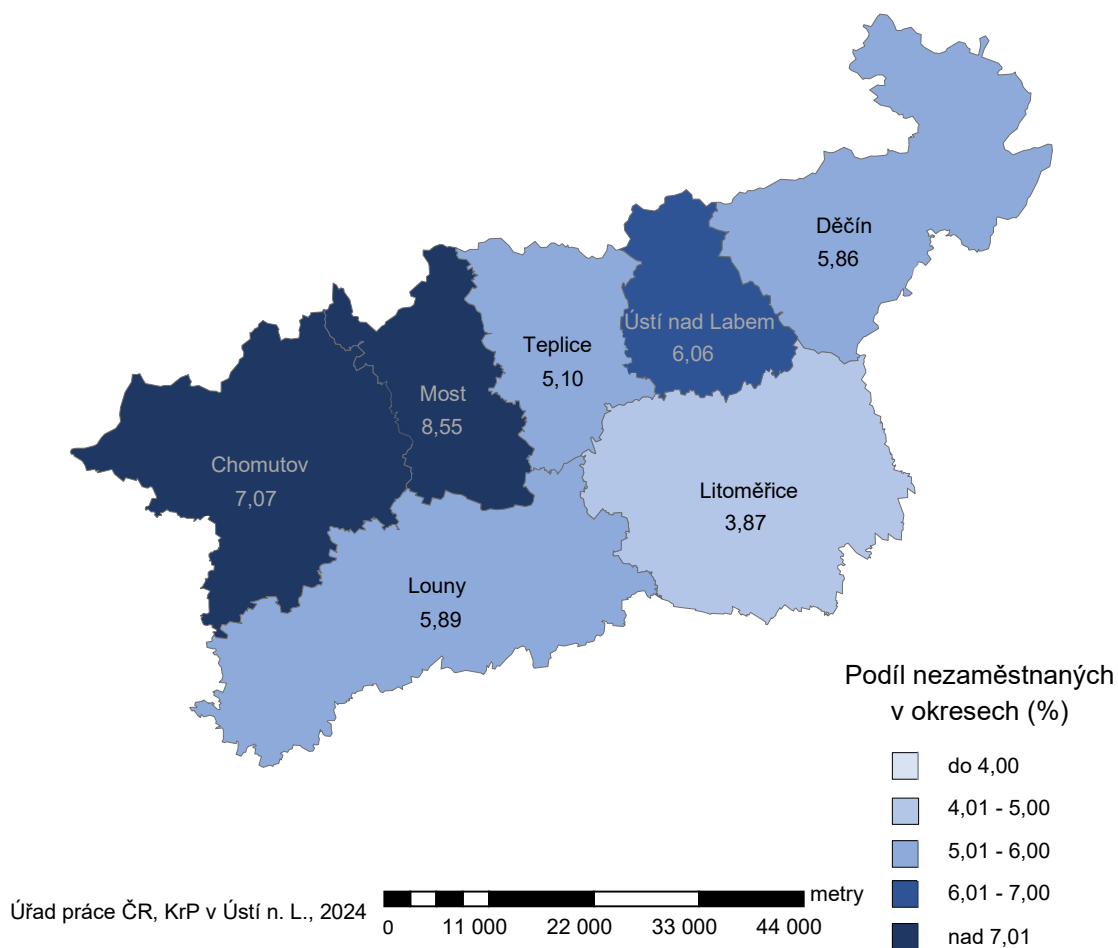 Děčín
5,86
Ústí nad Labem
6,06
Teplice
5,10
Most
8,55
Chomutov
7,07
Litoměřice
3,87
Louny
5,89
Podíl nezaměstnaných
v okresech (%)
do 4,00
4,01 - 5,00
5,01 - 6,00
6,01 - 7,00
nad 7,01
Úřad práce ČR, KrP v Ústí n. L., 2024
metry
0 11 000 22 000 33 000 44 000